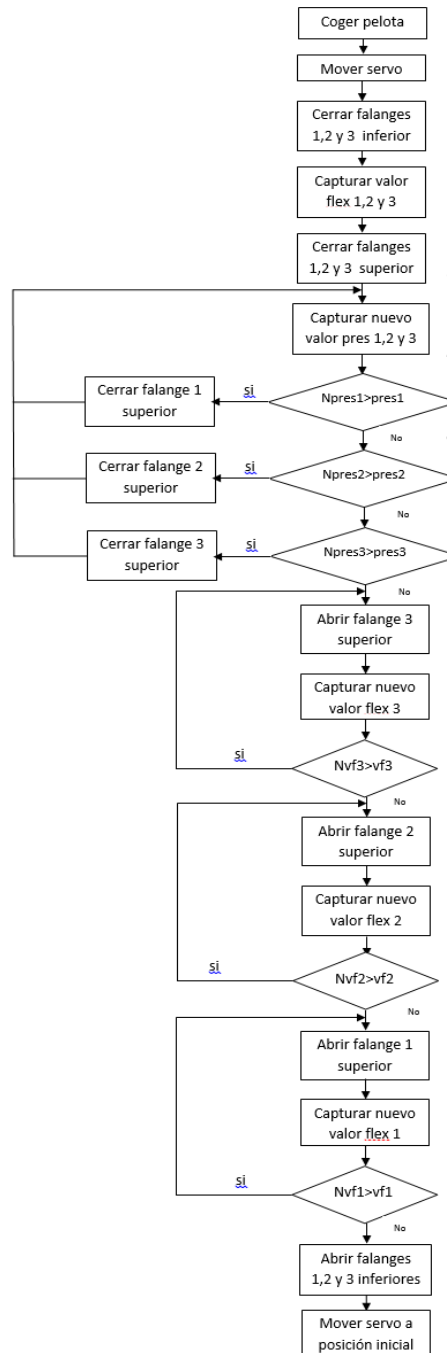 Coger pelota
Mover servo
Cerrar falanges
1,2 y 3 inferior
Capturar valor
flex 1,2 y 3
Cerrar falanges
1,2 y 3 superior
Capturar nuevo
valor pres 1,2 y 3
Cerrar falange 1
superior
si
Npres1>pres1
No
Cerrar falange 2
superior
si
Npres2>pres2
No
Cerrar falange 3
superior
si
Npres3>pres3
No
Abrir falange 3
superior
Capturar nuevo
valor flex 3
si
Nvf3>vf3
No
Abrir falange 2
superior
Capturar nuevo
valor flex 2
si
Nvf2>vf2
No
Abrir falange 1
superior
Capturar nuevo
valor flex 1
si
Nvf1>vf1
No
Abrir falanges
1,2 y 3 inferiores
Mover servo a
posición inicial